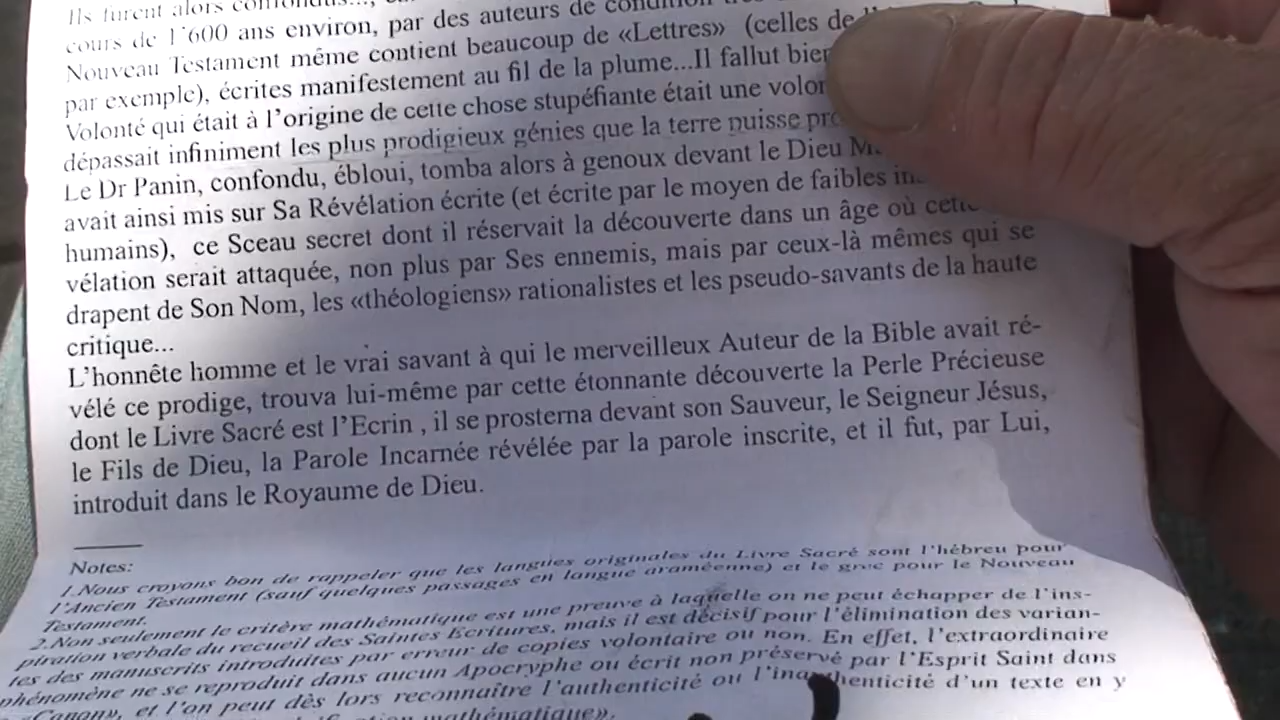 Ils furent alors
cours de 1'600 ans environ, par des auteurs de condition
Nouveau Testament même contient beaucoup de «Lettres» (celles de
par exemple), écrites manifestement au fil de la plume...Il fallut bien
Volonté qui était à l'origine de cette chose stupéfiante était une
dépassait infiniment les plus prodigieux génies que la terre puisse
Le Dr Panin, confondu, ébloui, tomba alors à genoux devant le Dieu
avait ainsi mis sur Sa Révélation écrite (et écrite par le moyen de faibles
humains), ce Sceau secret dont il réservait la découverte dans un âge où cette
vélation serait attaquée, non plus par Ses ennemis, mais par ceux-là mêmes qui se
drapent de Son Nom, les «théologiens» rationalistes et les pseudo-savants de la haute
critique...
L'honnête homme et le vrai savant à qui le merveilleux Auteur de la Bible avait ré-
vélé ce prodige, trouva lui-même par cette étonnante découverte la Perle Précieuse
dont le Livre Sacré est l'Ecrin , il se prosterna devant son Sauveur, le Seigneur Jésus,
le Fils de Dieu, la Parole Incarnée révélée par la parole inscrite, et il fut, par Lui,
introduit dans le Royaume de Dieu.
Notes:
1.Nous croyons bon de rappeler que les langues originales du Livre Sacré sont l'hébreu pour
l'Ancien Testament (sauf quelques passages en langue araméenne) et le grec pour le Nouveau
Testament.
2.Non seulement le critère mathématique est une preuve à laquelle on ne peut échapper de l'ins-
piration verbale du recueil des Saintes Ecritures, mais il est décisif pour l'élimination des varian-
tes des manuscrits introduites par erreur de copies volontaire ou non. En effet, l'extraordinaire
phénomène ne se reproduit dans aucun Apocryphe ou écrit non préservé par l'Esprit Saint dans
«Canon», et l'on peut dès lors reconnaître l'authenticité ou l'inauthenticité d'un texte en y
mathématique».